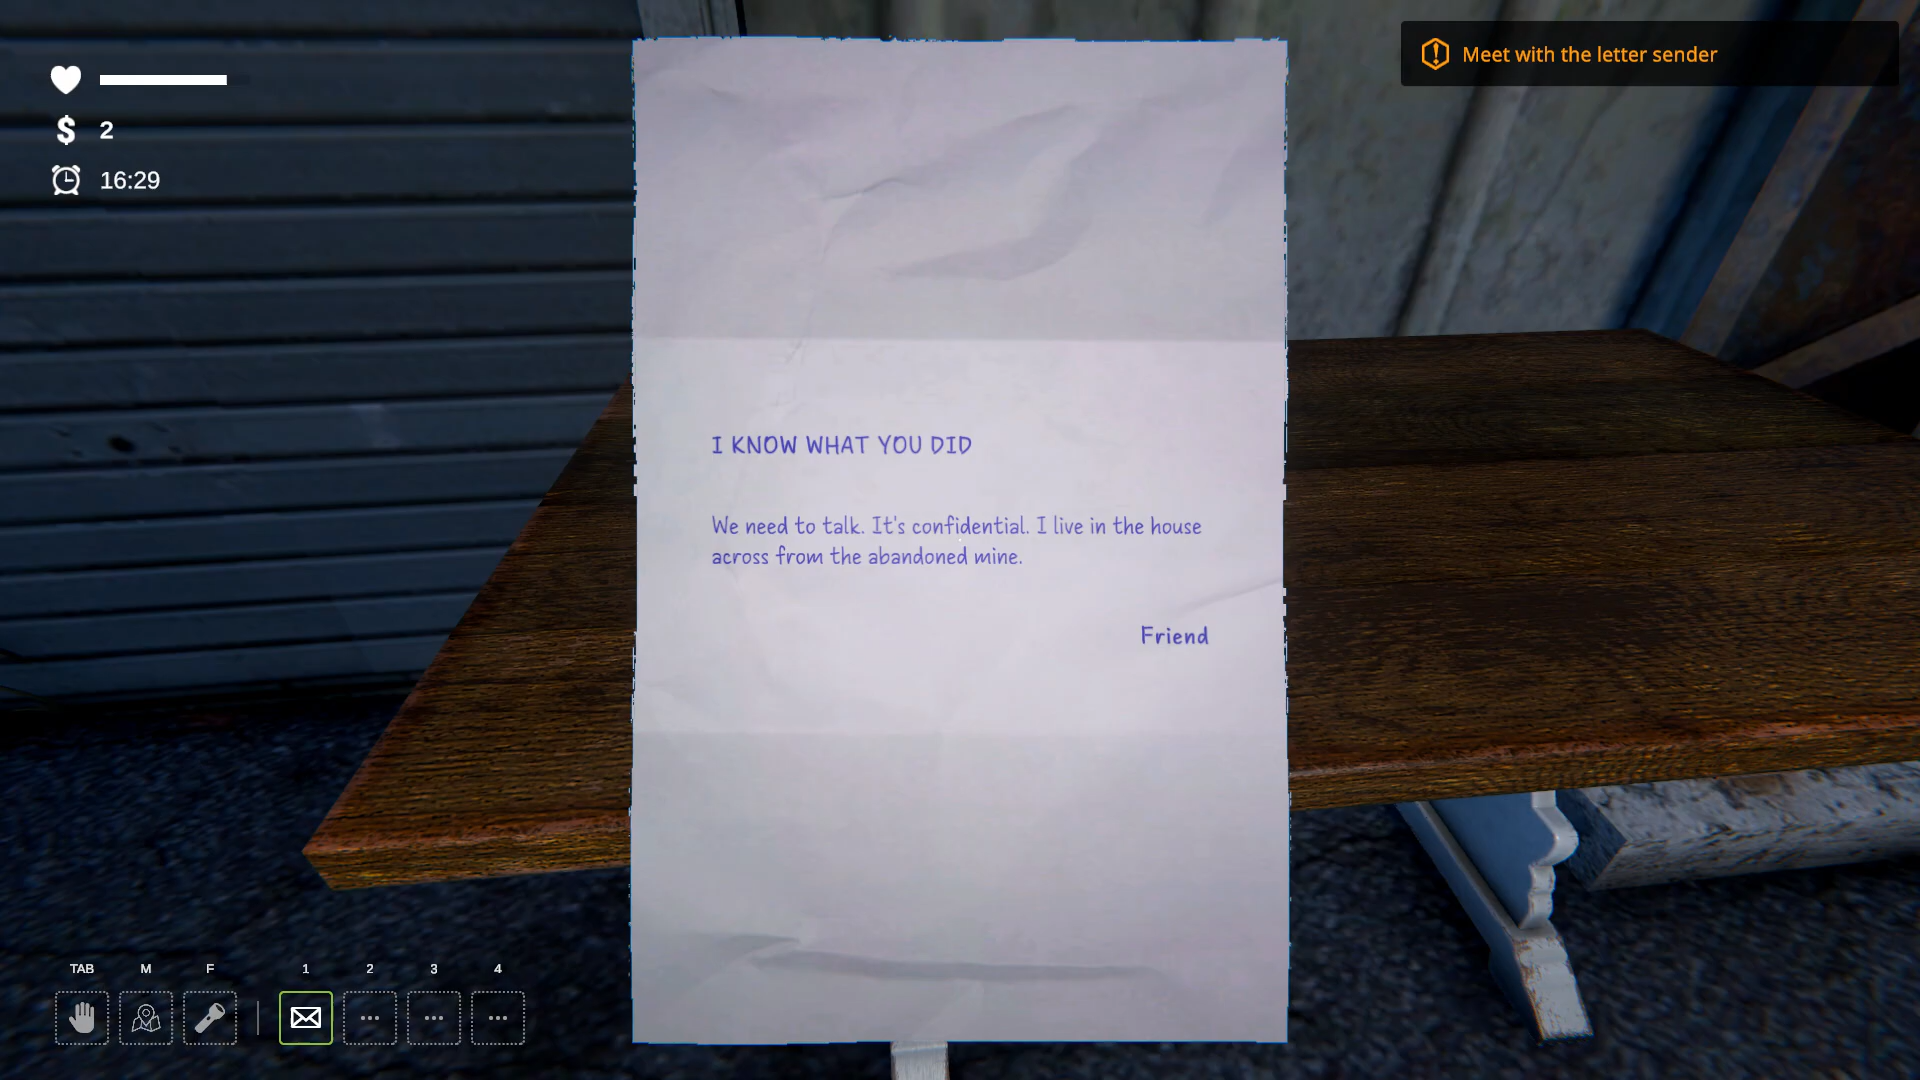 Meet with the letter sender
$ 2
16:29
I KNOW WHAT YOU DID
We need to talk. It's confidential. I live in the house
across from the abandoned mine.
Friend
TAB M F 1 2 3 4